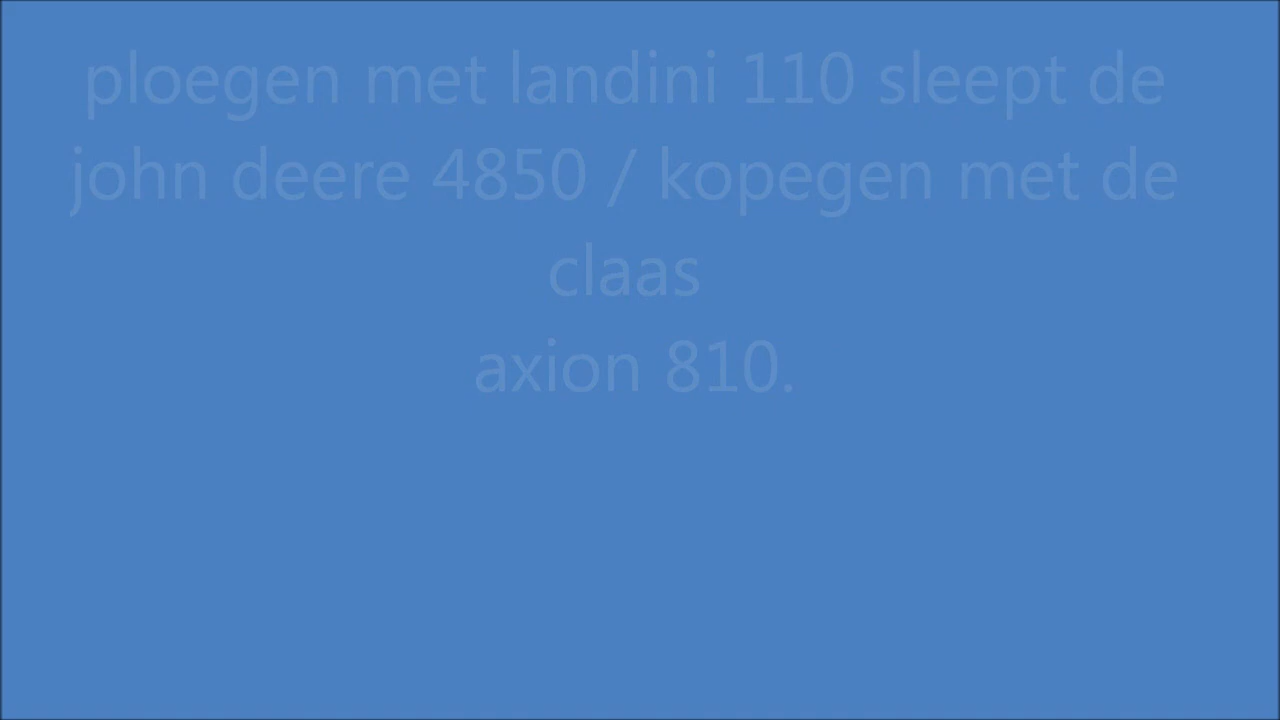 ploegen met landini 110 sleept de
john deere 4850 / kopegen met de
claas
axion 810.